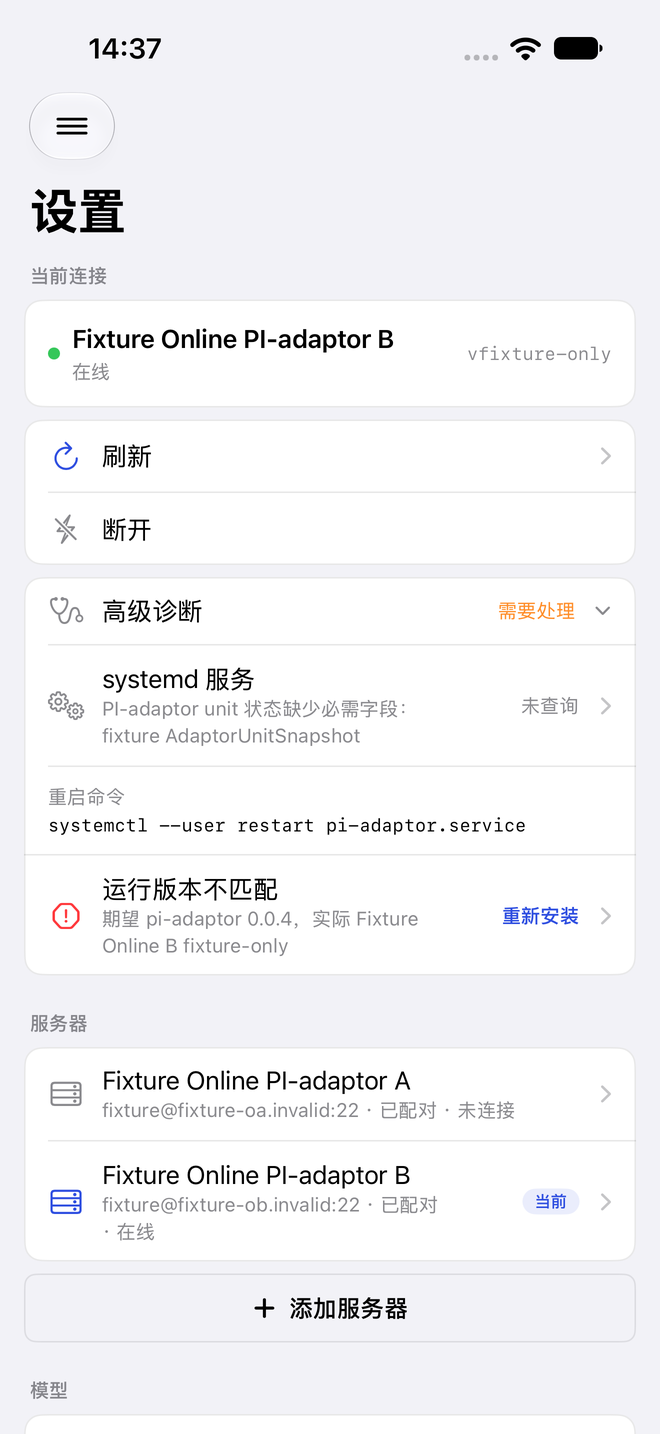 14:37
设置
当前连接
Fixture Online PI-adaptor B
在线
vfixture-only
刷新
断开
高级诊断
需要处理
systemd 服务
PI-adaptor unit 状态缺少必需字段：
fixture AdaptorUnitSnapshot
未查询
重启命令
systemctl --user restart pi-adaptor.service
运行版本不匹配
期望 pi-adaptor 0.0.4，实际 Fixture
Online B fixture-only
重新安装
服务器
Fixture Online PI-adaptor A
fixture@fixture-oa.invalid:22 · 已配对 · 未连接
Fixture Online PI-adaptor B
fixture@fixture-ob.invalid:22 · 已配对
· 在线
当前
添加服务器
模型